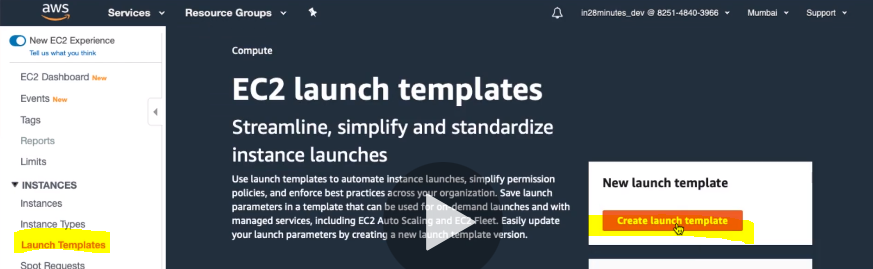 aws
Services
Resource Groups
in28minutes_dev @ 8251-4840-3966
Mumbai
Support
New EC2 Experience
Tell us what you think
EC2 Dashboard New
Events New
Tags
Reports
Limits
INSTANCES
Instances
Instance Types
Launch Templates
Spot Requests
Compute
EC2 launch templates
Streamline, simplify and standardize
instance launches
Use launch templates to automate instance launches, simplify permission
policies, and enforce best practices across your organization. Save launch
parameters in a template that can be used for on-demand launches and with
managed services, including EC2 Auto Scaling and EC2 Fleet. Easily update
your launch parameters by creating a new launch template version.
New launch template
Create launch template